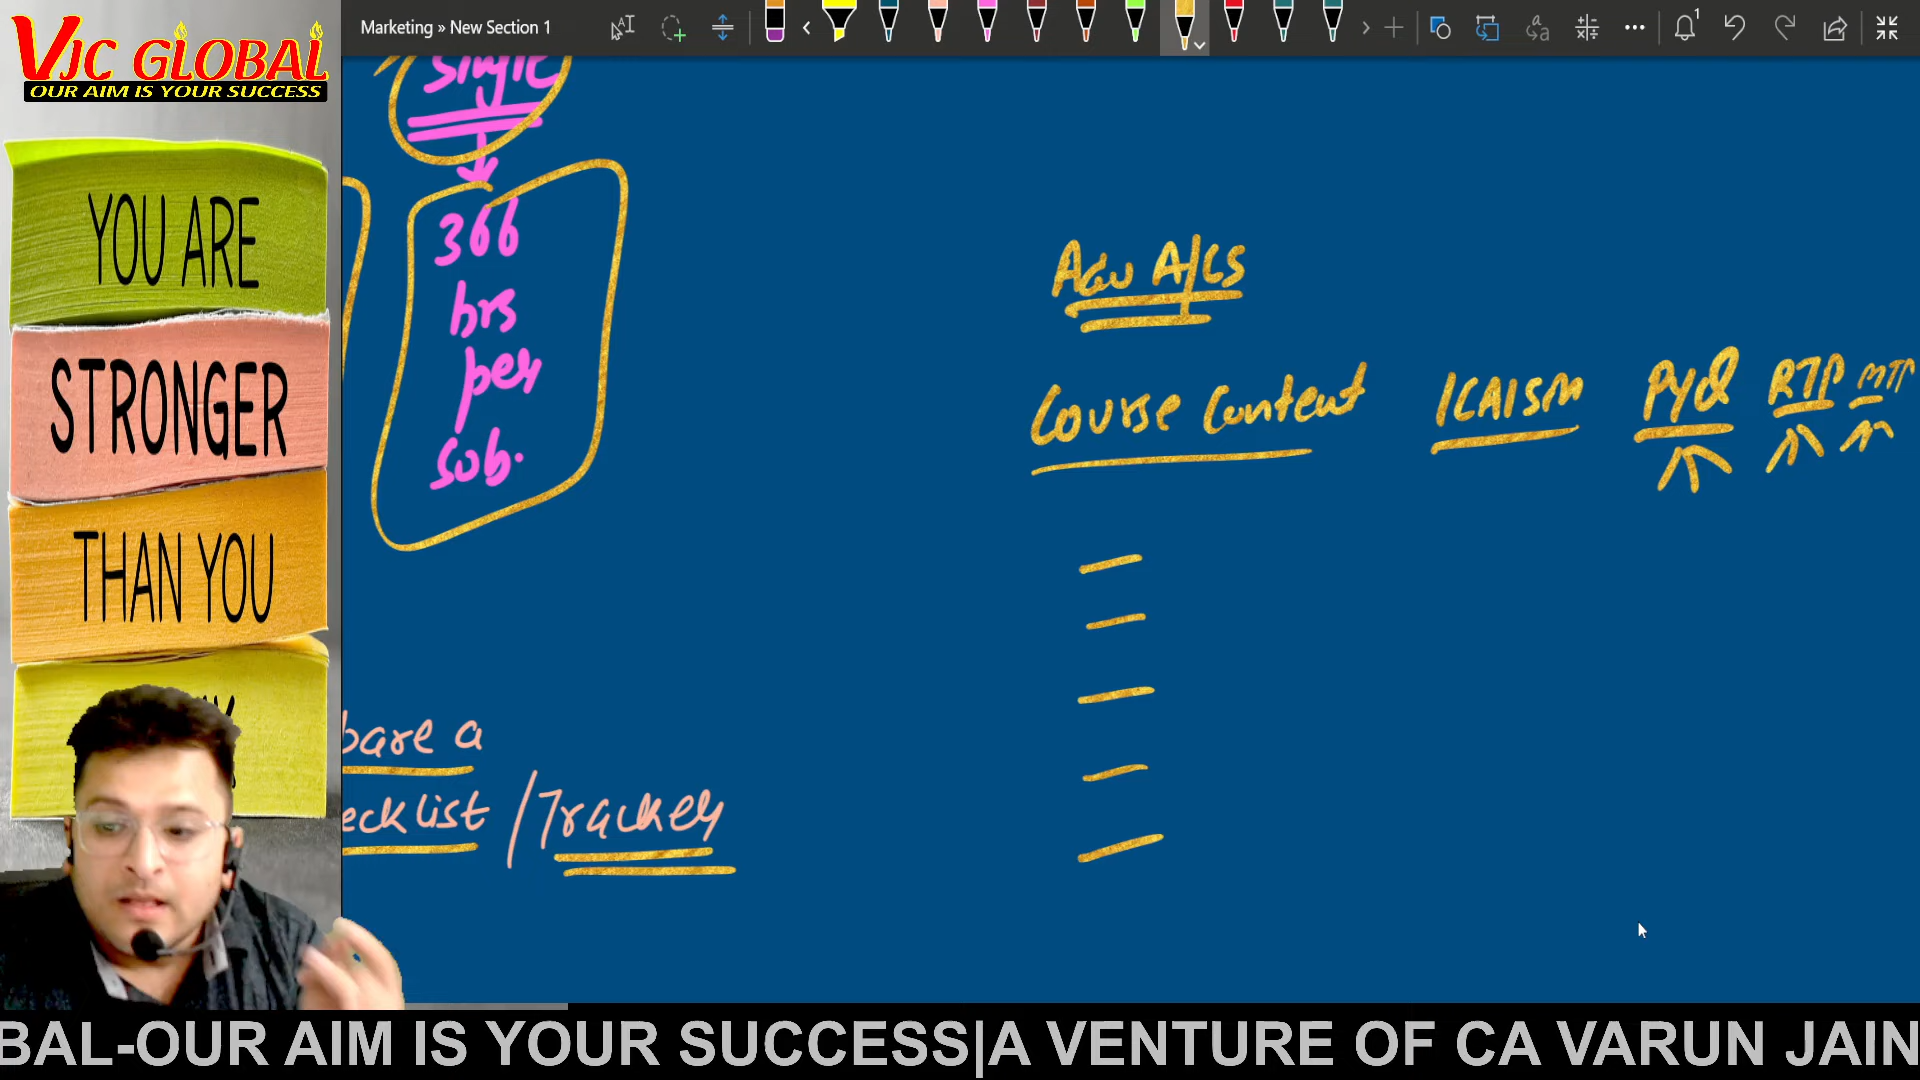 VJC GLOBAL
OUR AIM IS YOUR SUCCESS
Marketing » New Section 1
YOU ARE
STRONGER
THAN YOU
Single
366
hrs
per
sub.
pare a
ecklist / Tracker
Adv A/cs
Course Content ICAISM PYQ RTP MTP
BAL-OUR AIM IS YOUR SUCCESS|A VENTURE OF CA VARUN JAIN